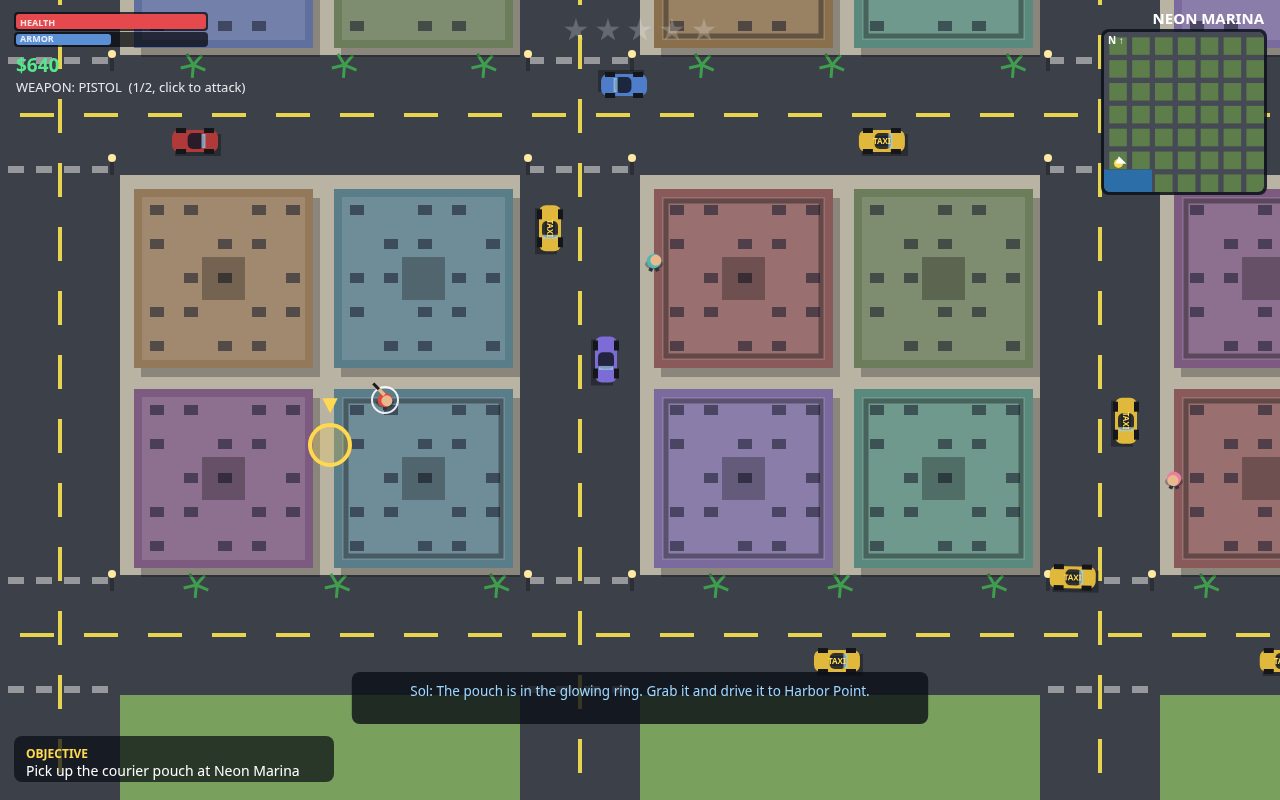 HEALTH
ARMOR
$640
WEAPON: PISTOL (1/2, click to attack)
NEON MARINA
N ↑
TAXI
TAXI
TAXI
TAXI
TAXI
TA
Sol: The pouch is in the glowing ring. Grab it and drive it to Harbor Point.
OBJECTIVE
Pick up the courier pouch at Neon Marina